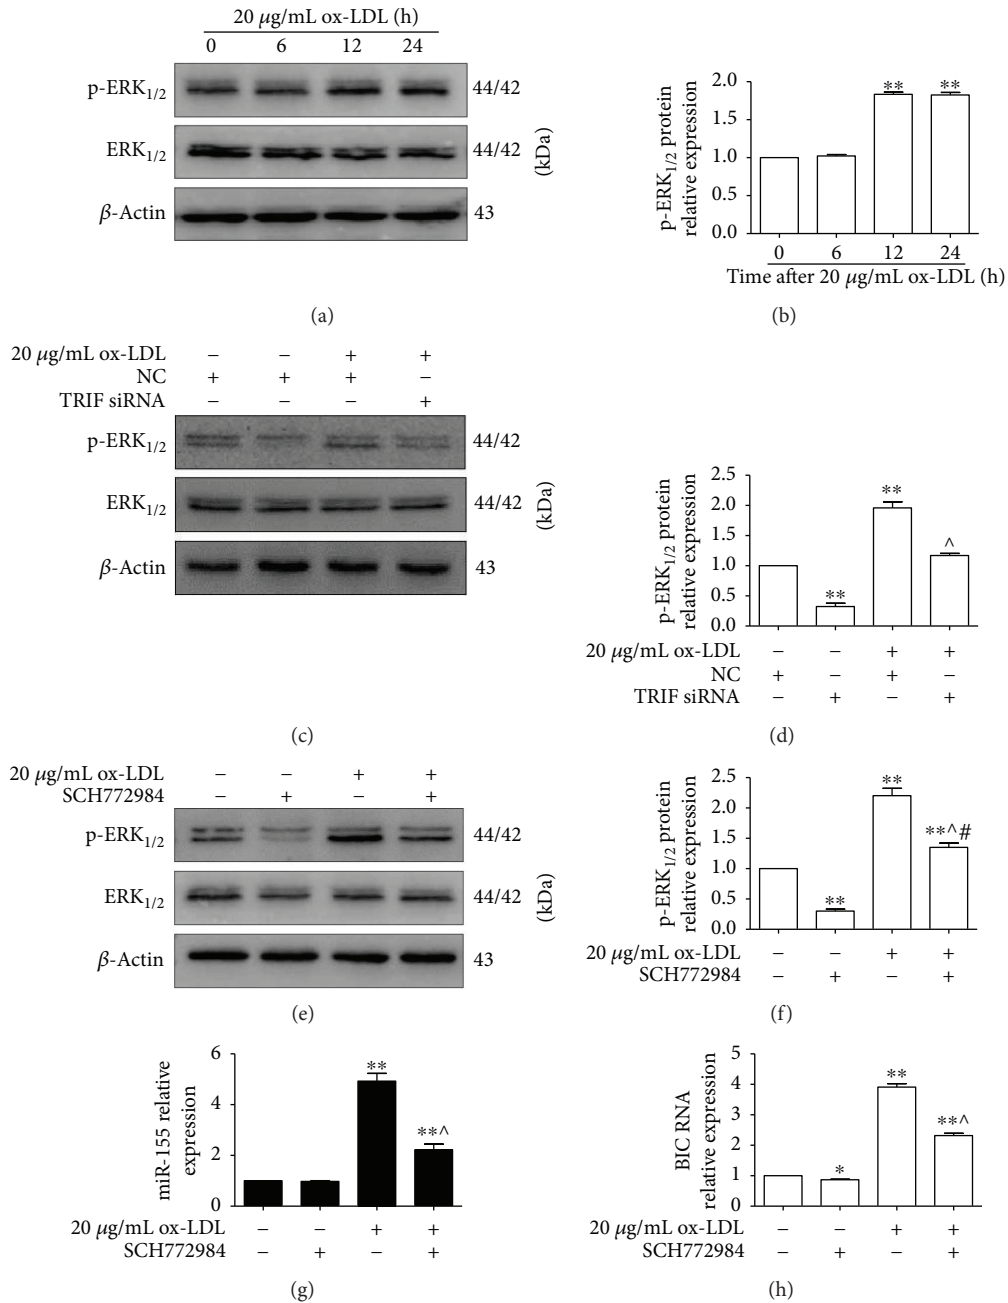 20 μg/mL ox-LDL (h)
0 6 12 24
p-ERK1/2 44/42
ERK1/2 44/42
β-Actin 43
(kDa)
(a)
p-ERK1/2 protein
relative expression
2.0
1.5
1.0
0.5
0.0
** **
0 6 12 24
Time after 20 μg/mL ox-LDL (h)
(b)
20 μg/mL ox-LDL − − + +
NC + + + −
TRIF siRNA − − − +
p-ERK1/2 44/42
ERK1/2 44/42
β-Actin 43
(kDa)
(c)
p-ERK1/2 protein
relative expression
2.5
2.0
1.5
1.0
0.5
0.0
** ** ^
20 μg/mL ox-LDL − − + +
NC + − + −
TRIF siRNA − + − +
(d)
20 μg/mL ox-LDL − − + +
SCH772984 − + − +
p-ERK1/2 44/42
ERK1/2 44/42
β-Actin 43
(kDa)
(e)
p-ERK1/2 protein
relative expression
2.5
2.0
1.5
1.0
0.5
0.0
** ** **^#
20 μg/mL ox-LDL − − + +
SCH772984 − + − +
(f)
miR-155 relative
expression
6
4
2
0
** **^
20 μg/mL ox-LDL − − + +
SCH772984 − + − +
(g)
BIC RNA
relative expression
5
4
3
2
1
0
* ** **^
20 μg/mL ox-LDL − − + +
SCH772984 − + − +
(h)